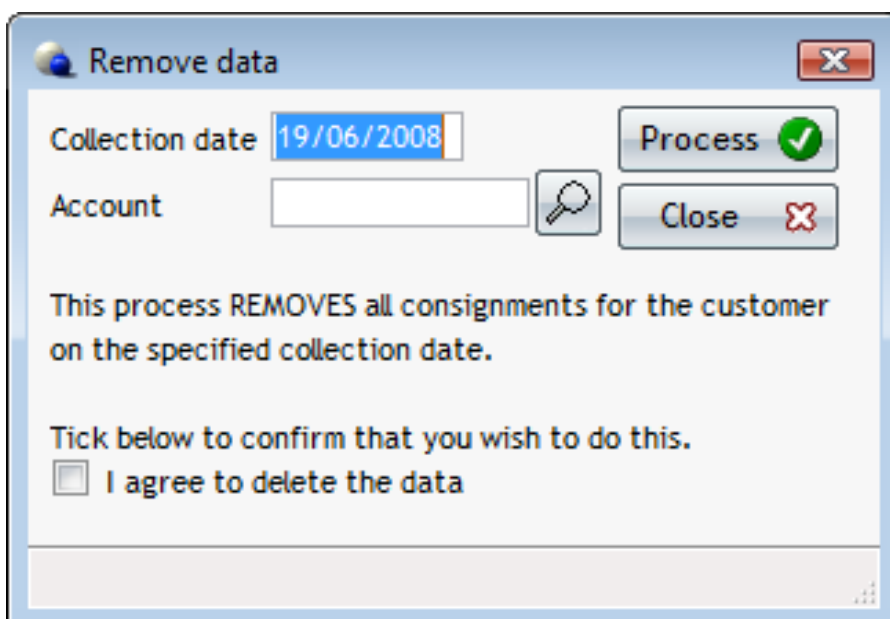 Remove data
Collection date 19/06/2008 Process
Account Close
This process REMOVES all consignments for the customer
on the specified collection date.
Tick below to confirm that you wish to do this.
I agree to delete the data